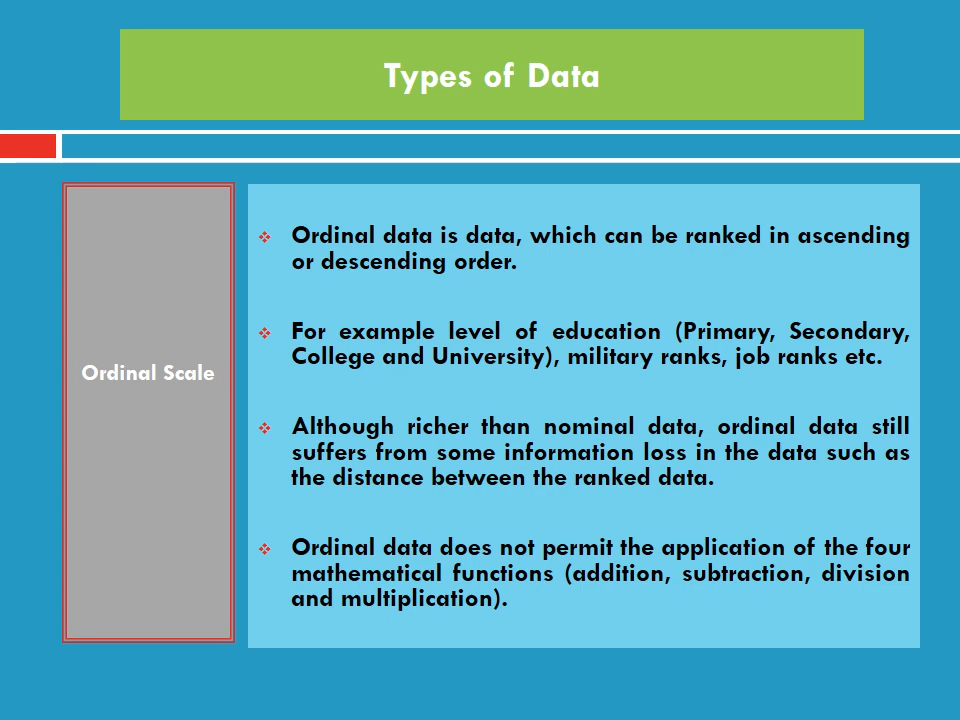 Types of Data
Ordinal Scale
Ordinal data is data, which can be ranked in ascending
or descending order.
For example level of education (Primary, Secondary,
College and University), military ranks, job ranks etc.
Although richer than nominal data, ordinal data still
suffers from some information loss in the data such as
the distance between the ranked data.
Ordinal data does not permit the application of the four
mathematical functions (addition, subtraction, division
and multiplication).